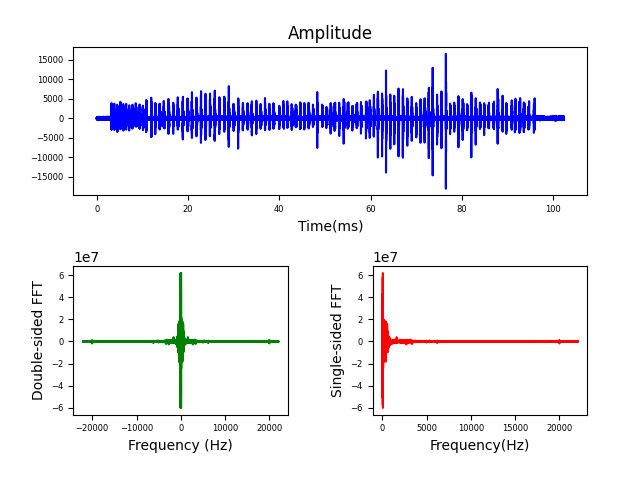 Amplitude
15000
10000
5000
0
−5000
−10000
−15000
0 20 40 60 80 100
Time(ms)
1e7 1e7
Double-sided FFT
6
4
2
0
−2
−4
−6
−20000 −10000 0 10000 20000
Frequency (Hz)
Single-sided FFT
6
4
2
0
−2
−4
−6
0 5000 10000 15000 20000
Frequency(Hz)